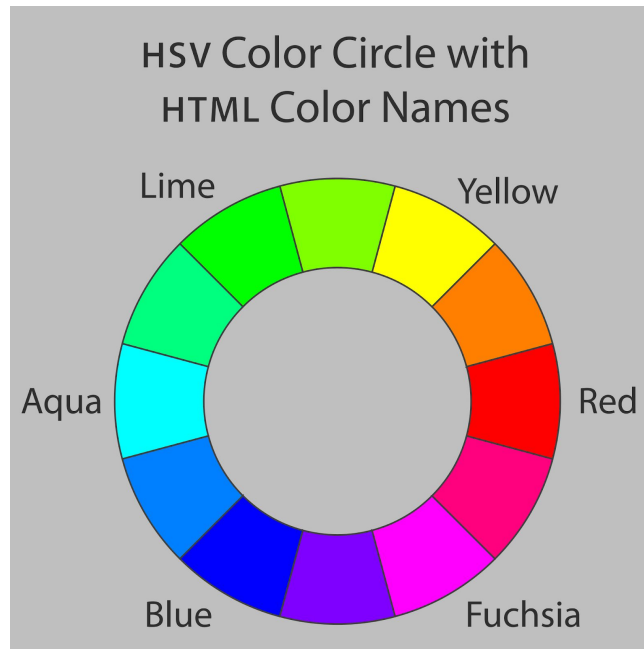 HSV Color Circle with
HTML Color Names
Lime
Yellow
Aqua
Red
Blue
Fuchsia